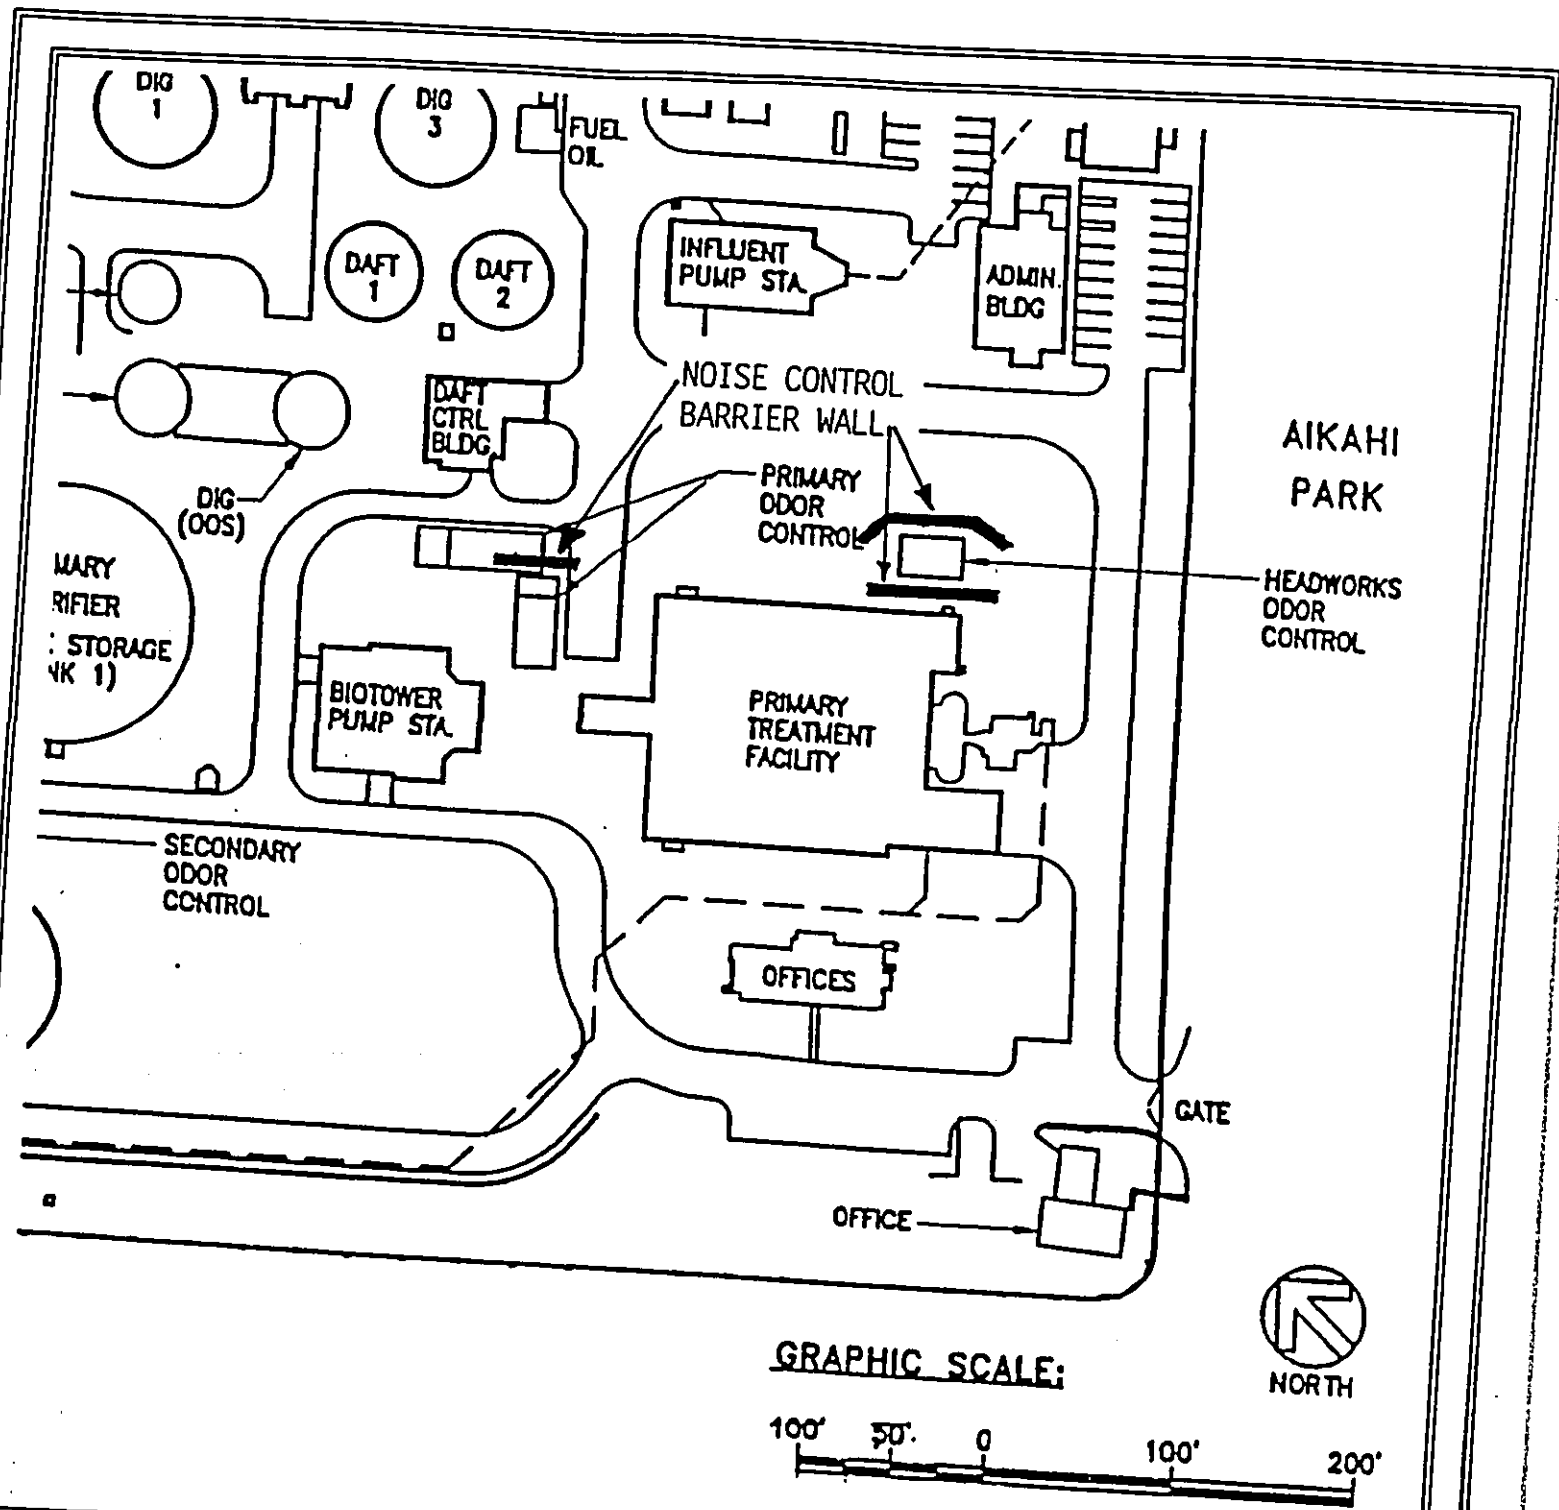 DIG
1
DIG
3
FUEL
OIL
DAFT
1
DAFT
2
INFLUENT
PUMP STA.
ADMIN.
BLDG
NOISE CONTROL
BARRIER WALL
DAFT
CTRL
BLDG
AIKAHI
PARK
PRIMARY
ODOR
CONTROL
DIG
(OOS)
MARY
RIFIER
: STORAGE
NK 1)
HEADWORKS
ODOR
CONTROL
BIOTOWER
PUMP STA.
PRIMARY
TREATMENT
FACILITY
SECONDARY
ODOR
CONTROL
OFFICES
GATE
OFFICE
NORTH
GRAPHIC SCALE:
100' 50'. 0 100' 200'